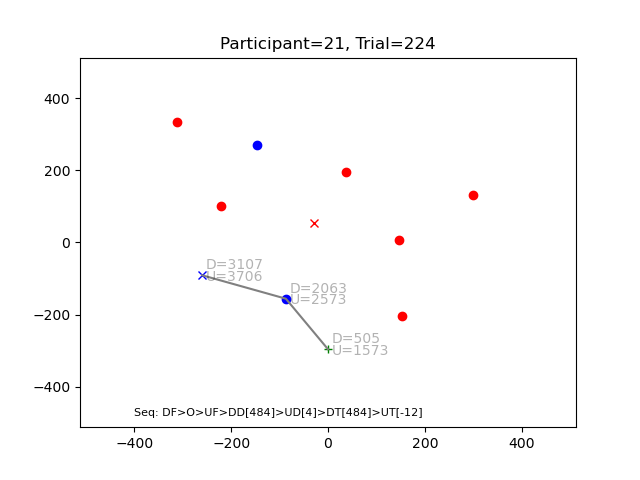 Participant=21, Trial=224
400
200
0
−200
−400
D=3107
U=3706
D=2063
U=2573
D=505
U=1573
Seq: DF>O>UF>DD[484]>UD[4]>DT[484]>UT[-12]
−400
−200
0
200
400